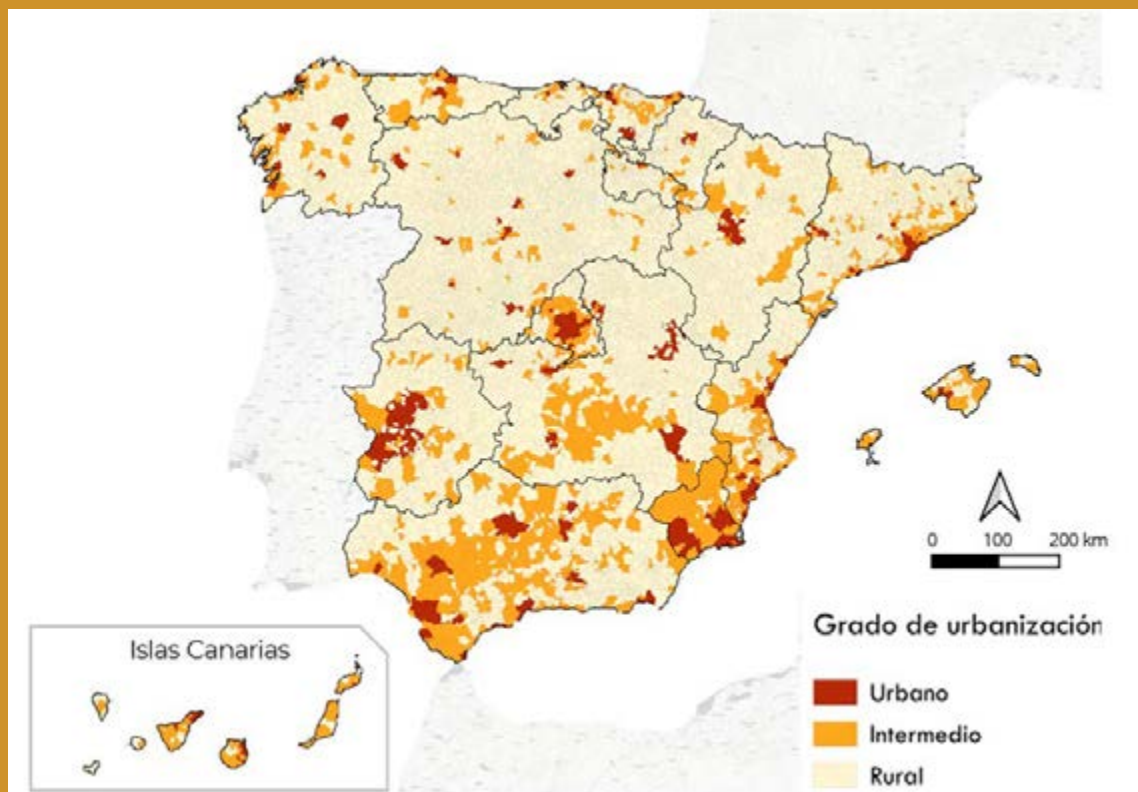 0 100 200 km
Grado de urbanización
Urbano
Intermedio
Rural
Islas Canarias